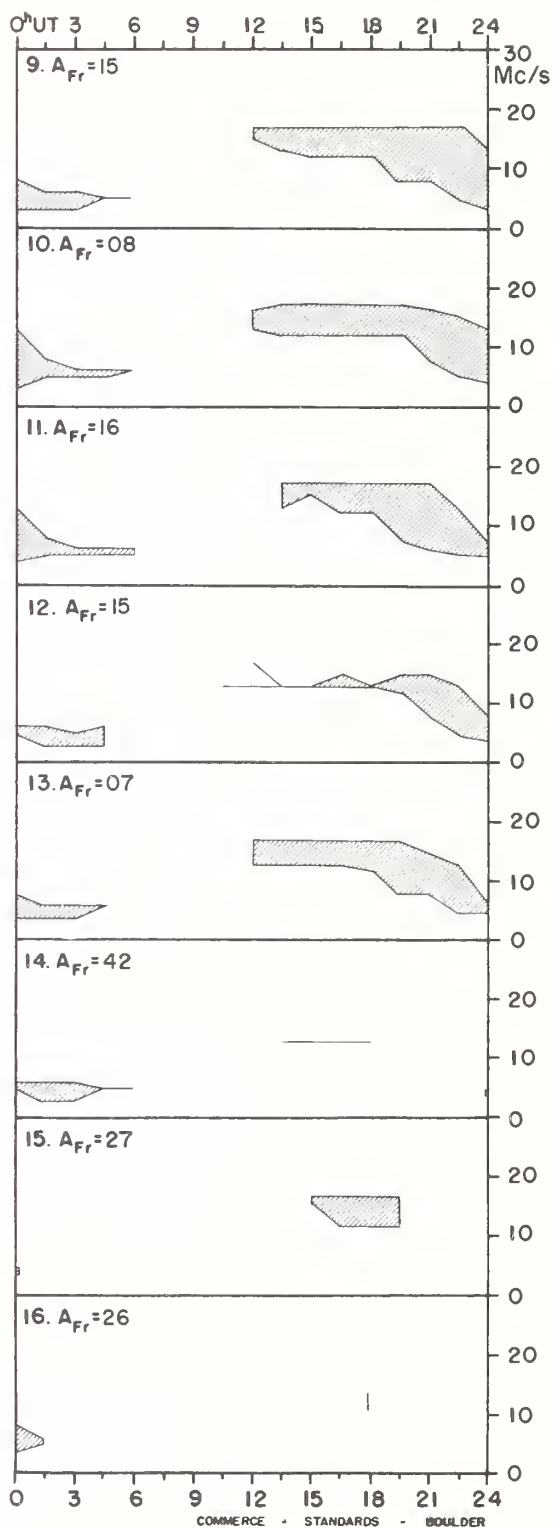 0ʰUT 3 6 9 12 15 18 21 24
30
Mc/s
9. AFr=15
20
10
0
10. AFr=08
20
10
0
11. AFr=16
20
10
0
12. AFr=15
20
10
0
13. AFr=07
20
10
0
14. AFr=42
20
10
0
15. AFr=27
20
10
0
16. AFr=26
20
10
0
0 3 6 9 12 15 18 21 24
COMMERCE - STANDARDS - BOULDER